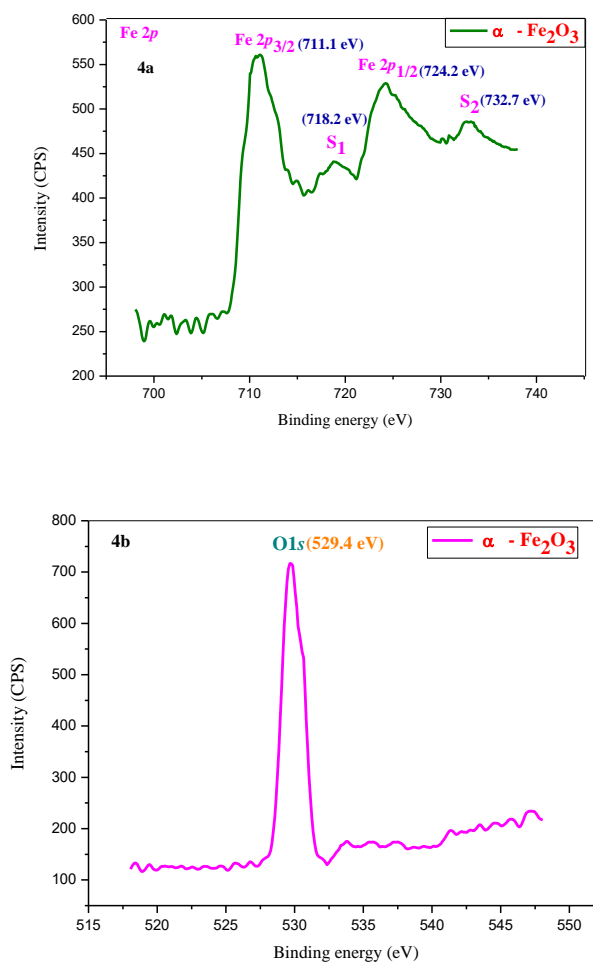 Fe 2p
4a
Fe 2p3/2 (711.1 eV)
(718.2 eV)
S1
Fe 2p1/2 (724.2 eV)
S2 (732.7 eV)
α - Fe2O3
Intensity (CPS)
600
550
500
450
400
350
300
250
200
700 710 720 730 740
Binding energy (eV)
4b
O1s (529.4 eV)
α - Fe2O3
Intensity (CPS)
800
700
600
500
400
300
200
100
515 520 525 530 535 540 545 550
Binding energy (eV)